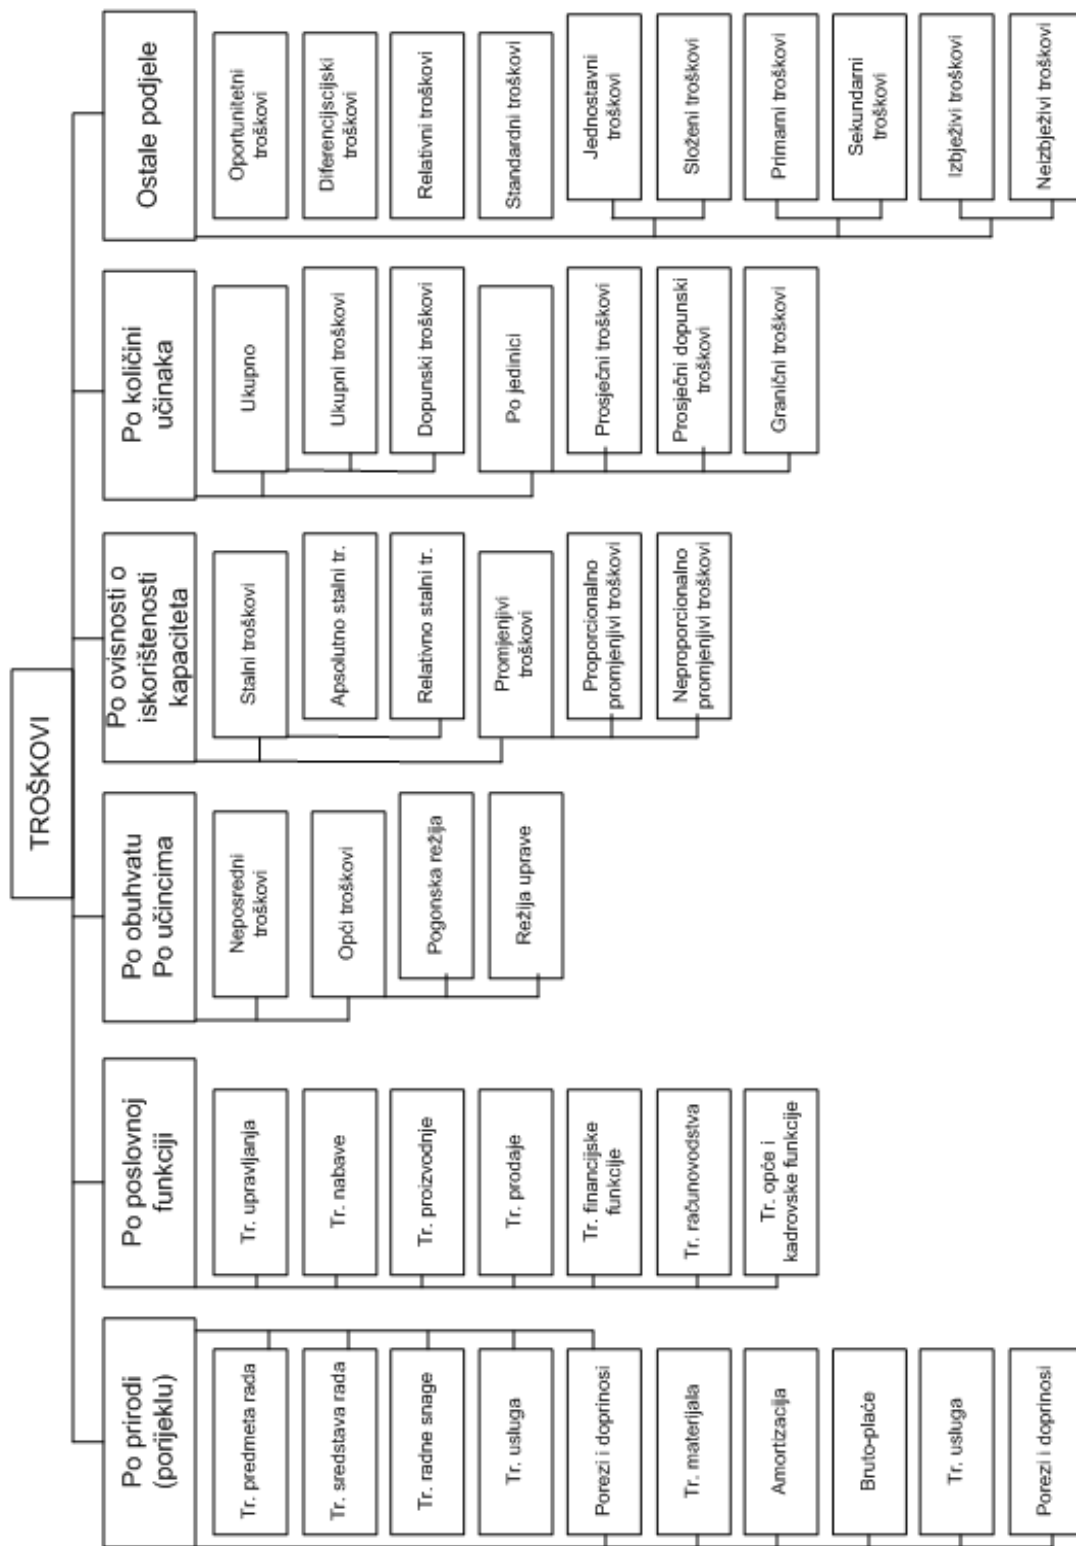 TROŠKOVI
Po prirodi
(porijeklu)
Tr. predmeta rada
Tr. sredstava rada
Tr. radne snage
Tr. usluga
Porezi i doprinosi
Tr. materijala
Amortizacija
Bruto-plaće
Tr. usluga
Porezi i doprinosi
Po poslovnoj
funkciji
Tr. upravljanja
Tr. nabave
Tr. proizvodnje
Tr. prodaje
Tr. financijske
funkcije
Tr. računovodstva
Tr. opće i
kadrovske funkcije
Po obuhvatu
Po učincima
Neposredni
troškovi
Opći troškovi
Pogonska režija
Režija uprave
Po ovisnosti o
iskorištenosti
kapaciteta
Stalni troškovi
Apsolutno stalni tr.
Relativno stalni tr.
Promjenjivi
troškovi
Proporcionalno
promjenjivi troškovi
Neproporcionalno
promjenjivi troškovi
Po količini
učinaka
Ukupno
Ukupni troškovi
Dopunski troškovi
Po jedinici
Prosječni troškovi
Prosječni dopunski
troškovi
Granični troškovi
Ostale podjele
Oportunitetni
troškovi
Diferencijscijski
troškovi
Relativni troškovi
Standardni troškovi
Jednostavni
troškovi
Složeni troškovi
Primarni troškovi
Sekundarni
troškovi
Izbježivi troškovi
Neizbježivi troškovi